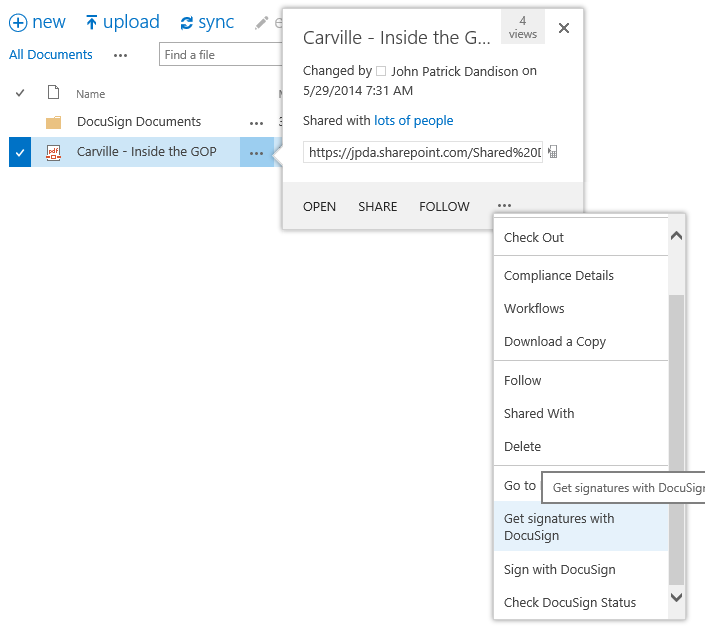 new upload sync
All Documents ...
Find a file
Name
DocuSign Documents ...
pdf Carville - Inside the GOP ...
Carville - Inside the G...
4
views
Changed by John Patrick Dandison on
5/29/2014 7:31 AM
Shared with lots of people
https://jpda.sharepoint.com/Shared%20
OPEN SHARE FOLLOW ...
Check Out
Compliance Details
Workflows
Download a Copy
Follow
Shared With
Delete
Go to
Get signatures with DocuSign
Get signatures with
DocuSign
Sign with DocuSign
Check DocuSign Status